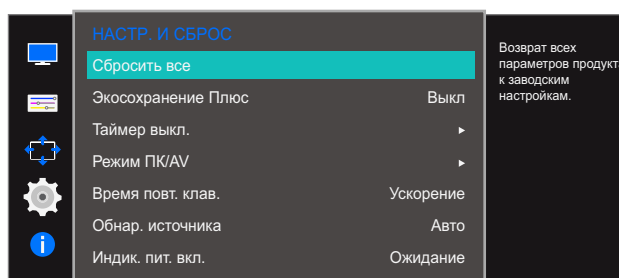 НАСТР. И СБРОС
Сбросить все
Экосохранение Плюс Выкл
Таймер выкл.
Режим ПК/AV
Время повт. клав. Ускорение
Обнар. источника Авто
Индик. пит. вкл. Ожидание
Возврат всех
параметров продукта
к заводским
настройкам.